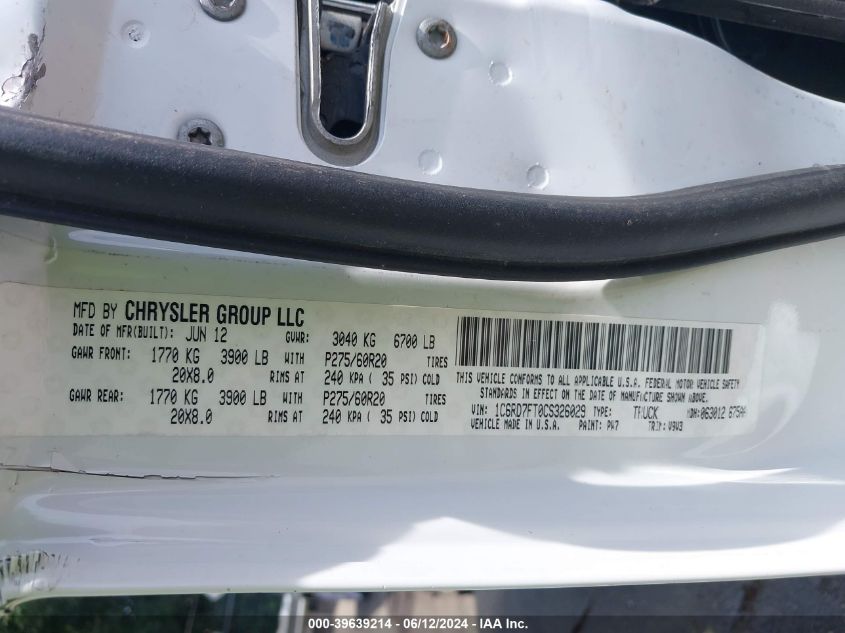 MFD BY CHRYSLER GROUP LLC
DATE OF MFR(BUILT): JUN 12 GVWR: 3040 KG 6700 LB
GAWR FRONT: 1770 KG 3900 LB WITH P275/60R20 TIRES
20X8.0 RIMS AT 240 KPA ( 35 PSI) COLD
GAWR REAR: 1770 KG 3900 LB WITH P275/60R20 TIRES
20X8.0 RIMS AT 240 KPA ( 35 PSI) COLD
THIS VEHICLE CONFORMS TO ALL APPLICABLE U.S.A. FEDERAL MOTOR VEHICLE SAFETY
STANDARDS IN EFFECT ON THE DATE OF MANUFACTURE SHOWN ABOVE.
VIN: 1C6RD7FT0CS326029 TYPE: TRUCK MDH: 063012
VEHICLE MADE IN U.S.A. PAINT: PW7 TRIM: V9V3
000-39639214 - 06/12/2024 - IAA Inc.